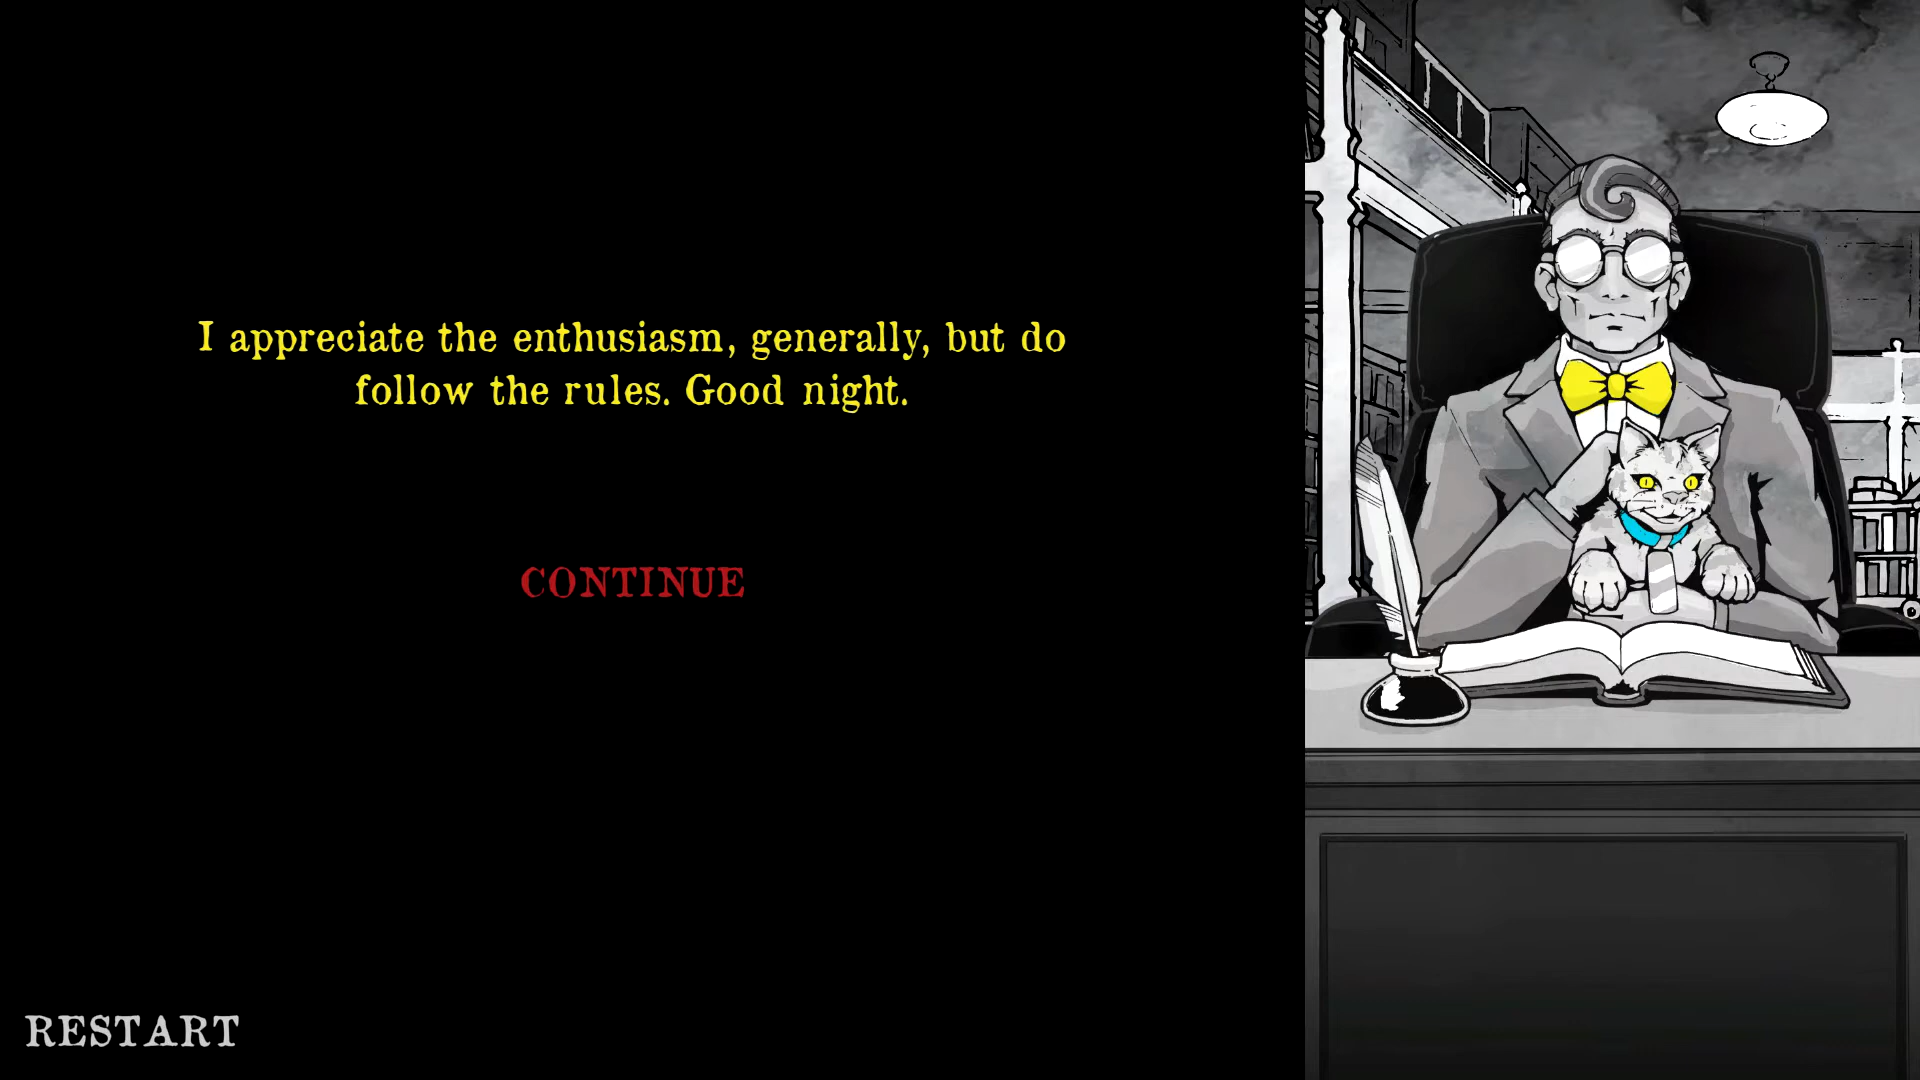 I appreciate the enthusiasm, generally, but do
follow the rules. Good night.
CONTINUE
RESTART